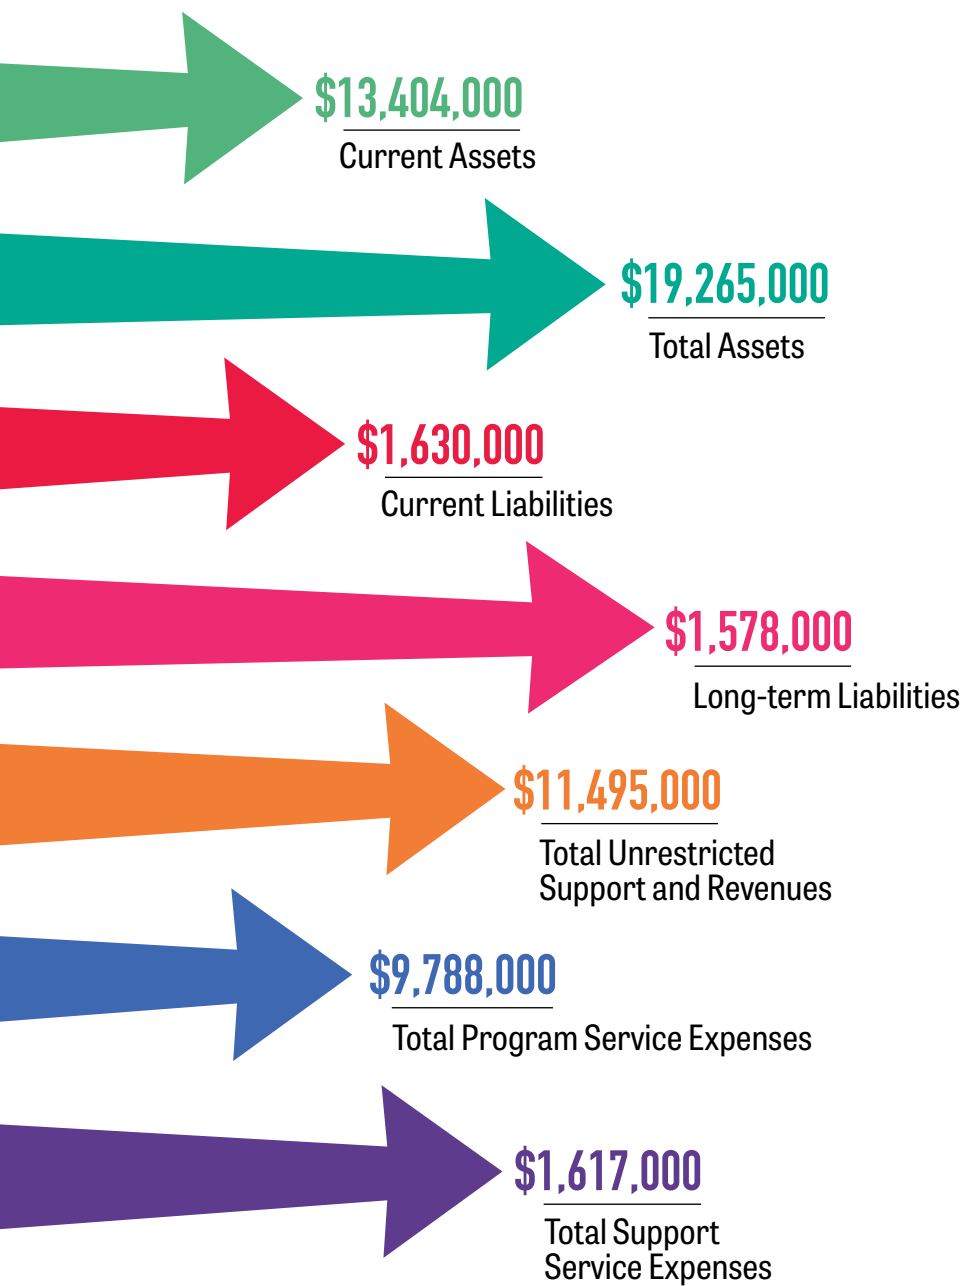 $13,404,000
Current Assets
$19,265,000
Total Assets
$1,630,000
Current Liabilities
$1,578,000
Long-term Liabilities
$11,495,000
Total Unrestricted
Support and Revenues
$9,788,000
Total Program Service Expenses
$1,617,000
Total Support
Service Expenses